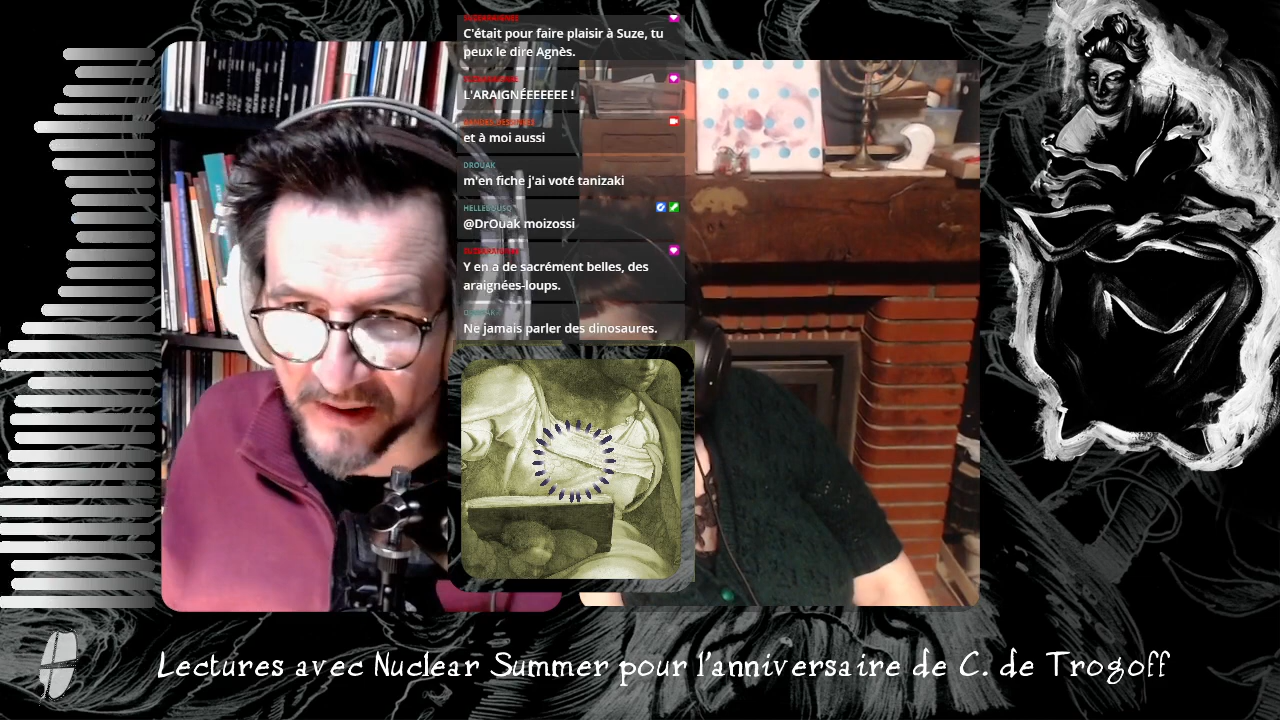 C'était pour faire plaisir à Suze, tu
peux le dire Agnès.
L'ARAIGNÉEEEEEE !
et à moi aussi
DROUAK
m'en fiche j'ai voté tanizaki
@DrOuak moizossi
Y en a de sacrément belles, des
araignées-loups.
Ne jamais parler des dinosaures.
Lectures avec Nuclear Summer pour l'anniversaire de C. de Trogoff